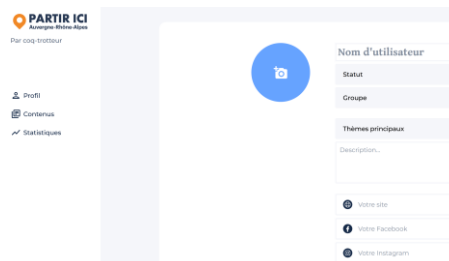 PARTIR ICI
Auvergne-Rhône-Alpes
Par coq-trotteur
Profil
Contenus
Statistiques
Nom d'utilisateur
Statut
Groupe
Thèmes principaux
Description...
Votre site
Votre Facebook
Votre Instagram